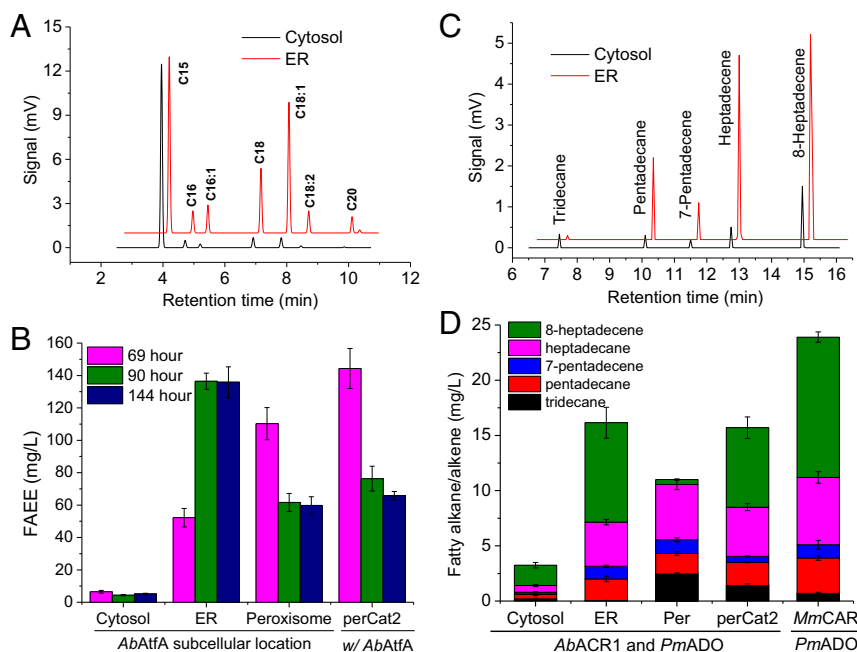 A
Cytosol
ER
C15
C16
C16:1
C18
C18:1
C18:2
C20
15
12
9
6
3
0
Signal (mV)
2 4 6 8 10
Retention time (min)
C
Cytosol
ER
Tridecane
Pentadecane
7-Pentadecene
Heptadecane
8-Heptadecene
5
4
3
2
1
0
Signal (mV)
6 7 8 9 10 11 12 13 14 15 16
Retention time (min)
B
69 hour
90 hour
144 hour
160
140
120
100
80
60
40
20
0
FAEE (mg/L)
Cytosol ER Peroxisome perCat2
AbAtfA subcellular location w/ AbAtfA
D
8-heptadecene
heptadecane
7-pentadecene
pentadecane
tridecane
25
20
15
10
5
0
Fatty alkane/alkene (mg/L)
Cytosol ER Per perCat2 MmCAR
AbACR1 and PmADO PmADO